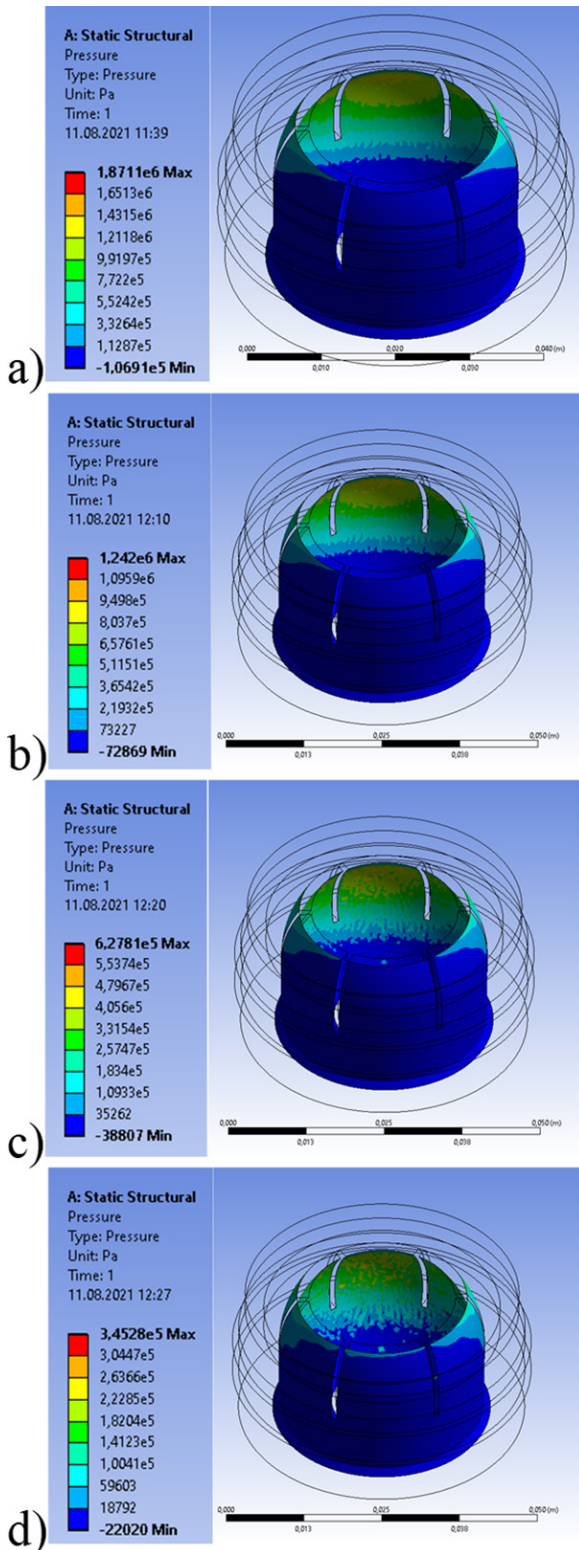 A: Static Structural
Pressure
Type: Pressure
Unit: Pa
Time: 1
11.08.2021 11:39
1,8711e6 Max
1,6513e6
1,4315e6
1,2118e6
9,9197e5
7,722e5
5,5242e5
3,3264e5
1,1287e5
-1,0691e5 Min
0,000 0,020 0,040 (m)
0,010 0,030
a)
A: Static Structural
Pressure
Type: Pressure
Unit: Pa
Time: 1
11.08.2021 12:10
1,242e6 Max
1,0959e6
9,498e5
8,037e5
6,5761e5
5,1151e5
3,6542e5
2,1932e5
73227
-72869 Min
0,000 0,025 0,050 (m)
0,013 0,038
b)
A: Static Structural
Pressure
Type: Pressure
Unit: Pa
Time: 1
11.08.2021 12:20
6,2781e5 Max
5,5374e5
4,7967e5
4,056e5
3,3154e5
2,5747e5
1,834e5
1,0933e5
35262
-38807 Min
0,000 0,025 0,050 (m)
0,013 0,038
c)
A: Static Structural
Pressure
Type: Pressure
Unit: Pa
Time: 1
11.08.2021 12:27
3,4528e5 Max
3,0447e5
2,6366e5
2,2285e5
1,8204e5
1,4123e5
1,0041e5
59603
18792
-22020 Min
0,000 0,025 0,050 (m)
0,013 0,038
d)